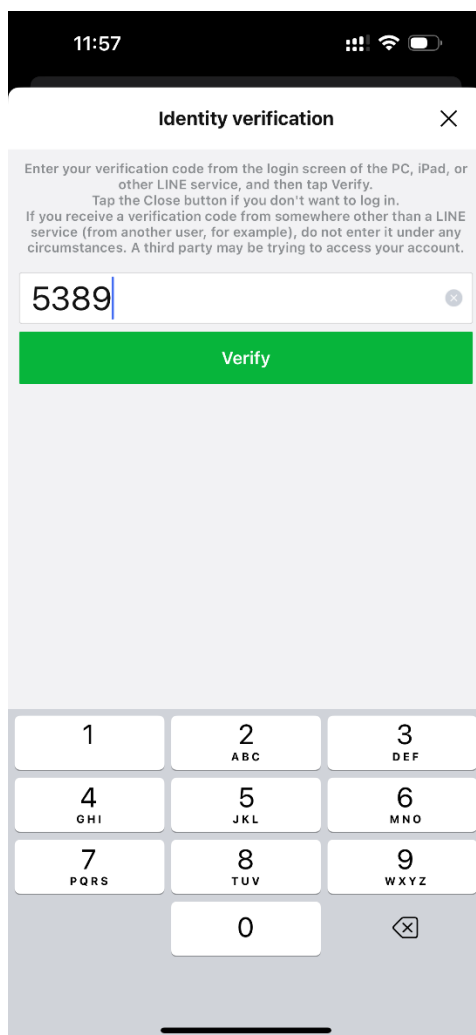 11:57
Identity verification
Enter your verification code from the login screen of the PC, iPad, or
other LINE service, and then tap Verify.
Tap the Close button if you don't want to log in.
If you receive a verification code from somewhere other than a LINE
service (from another user, for example), do not enter it under any
circumstances. A third party may be trying to access your account.
5389
Verify
1 2 3
ABC DEF
4 5 6
GHI JKL MNO
7 8 9
PQRS TUV WXYZ
0